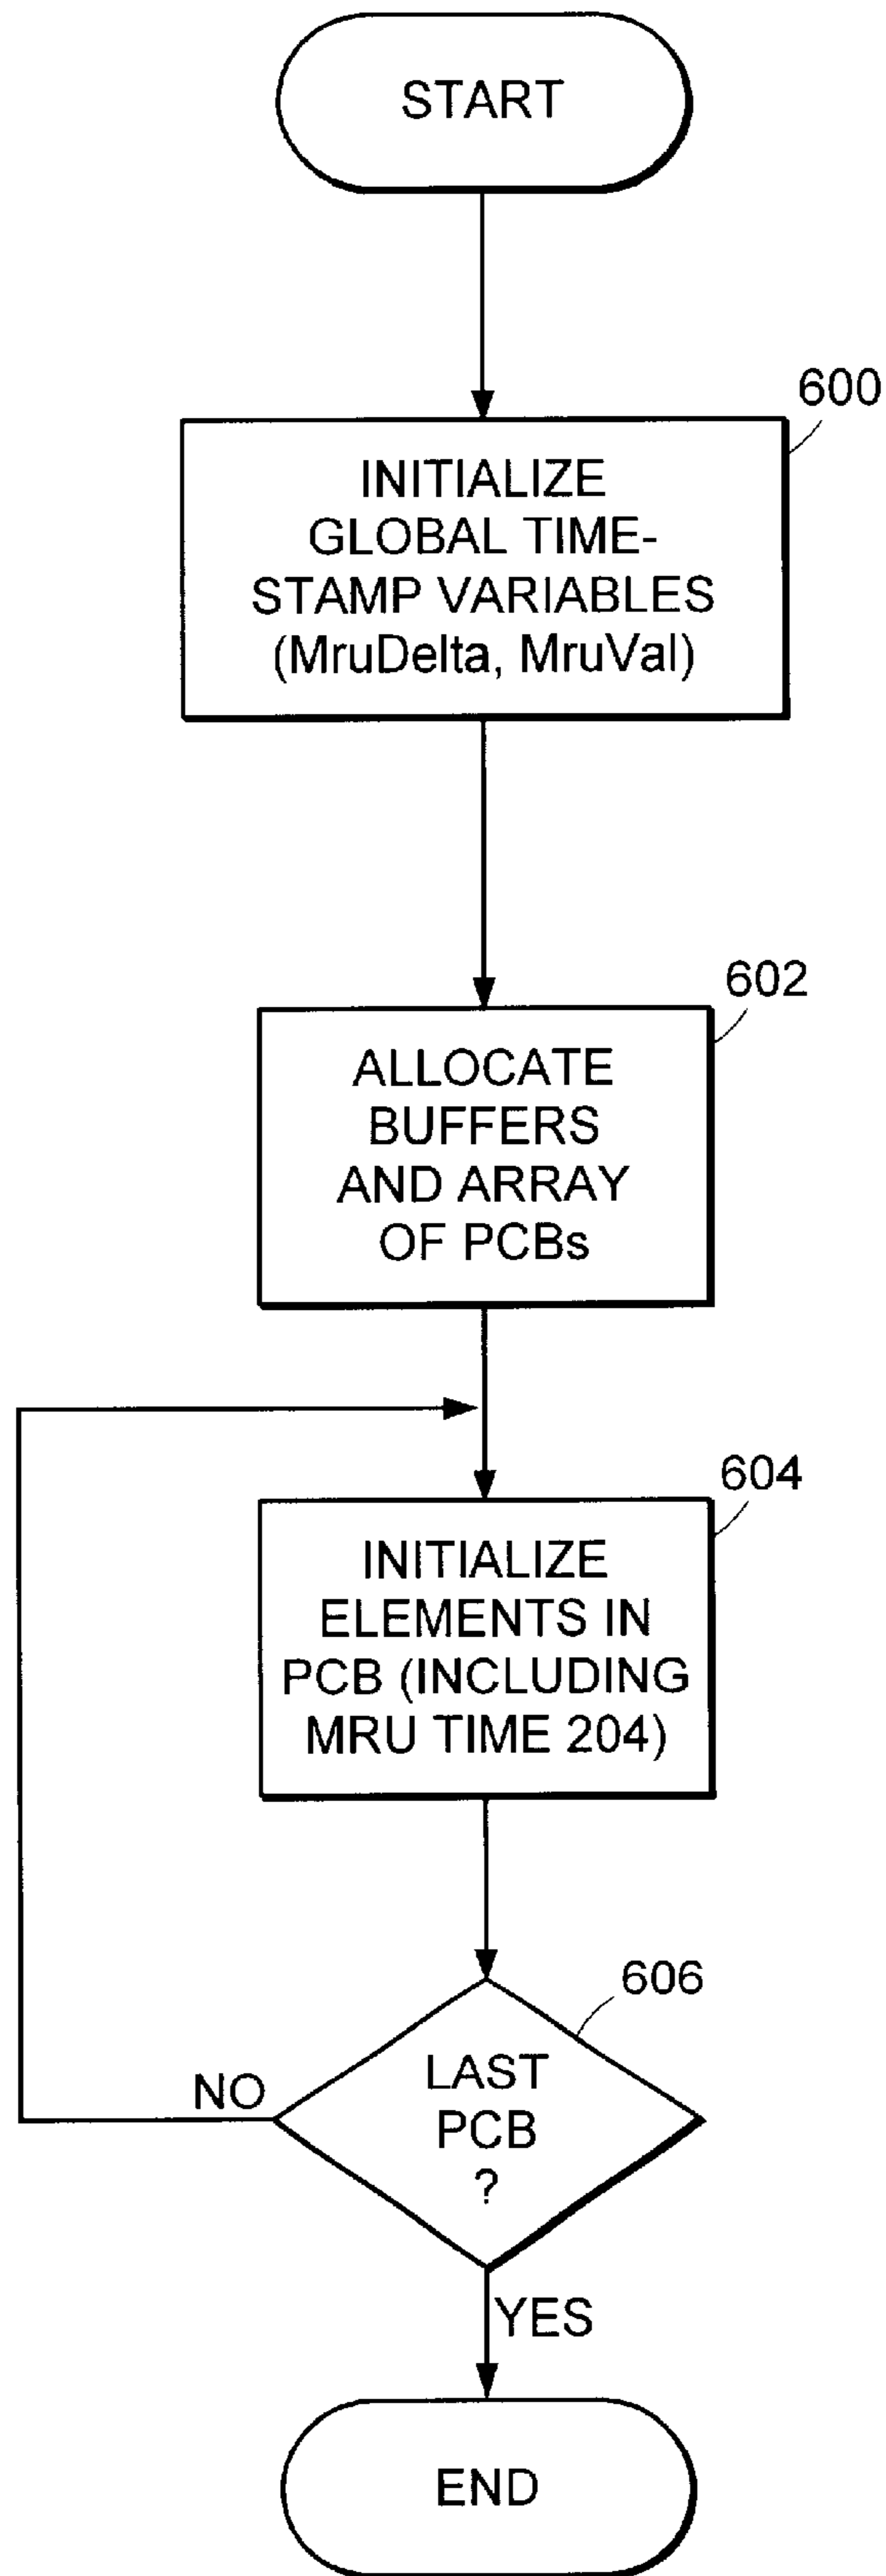 START
600
INITIALIZE
GLOBAL TIME-
STAMP VARIABLES
(MruDelta, MruVal)
602
ALLOCATE
BUFFERS
AND ARRAY
OF PCBs
604
INITIALIZE
ELEMENTS IN
PCB (INCLUDING
MRU TIME 204)
606
LAST
PCB
?
NO
YES
END